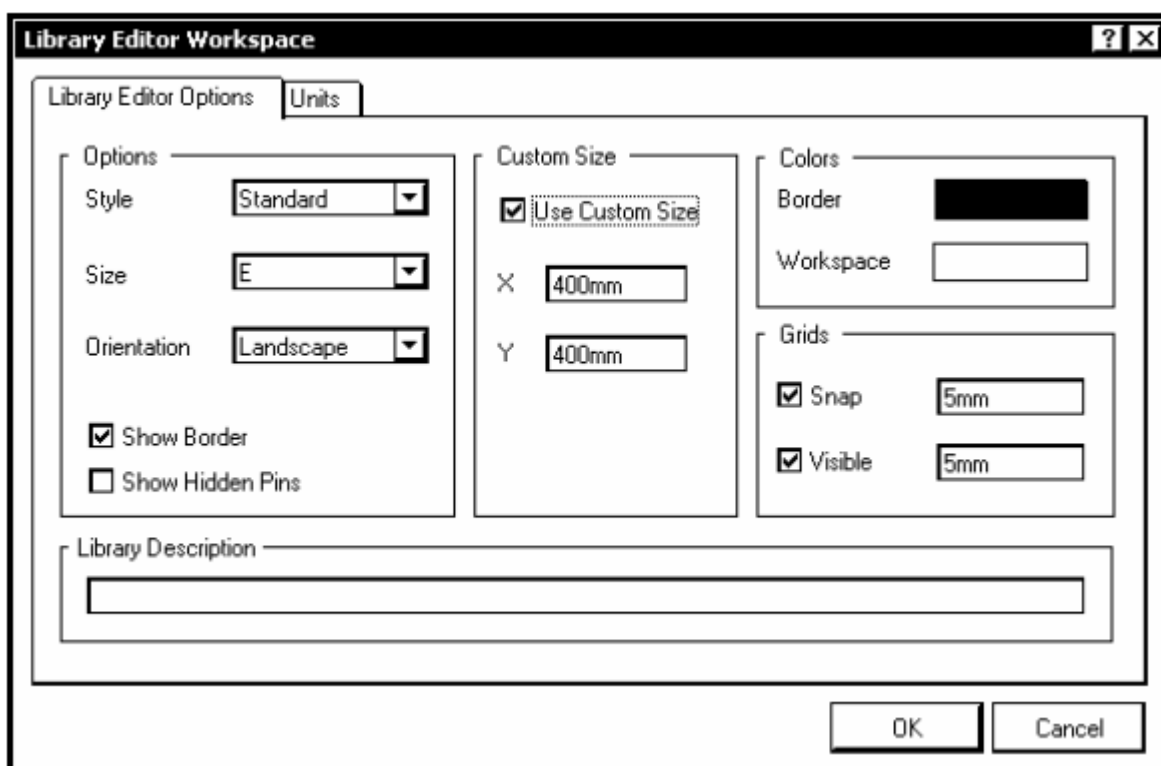 Library Editor Workspace
Library Editor Options
Units
Options
Style
Standard
Size
E
Orientation
Landscape
Show Border
Show Hidden Pins
Custom Size
Use Custom Size
X
400mm
Y
400mm
Colors
Border
Workspace
Grids
Snap
5mm
Visible
5mm
Library Description
OK
Cancel